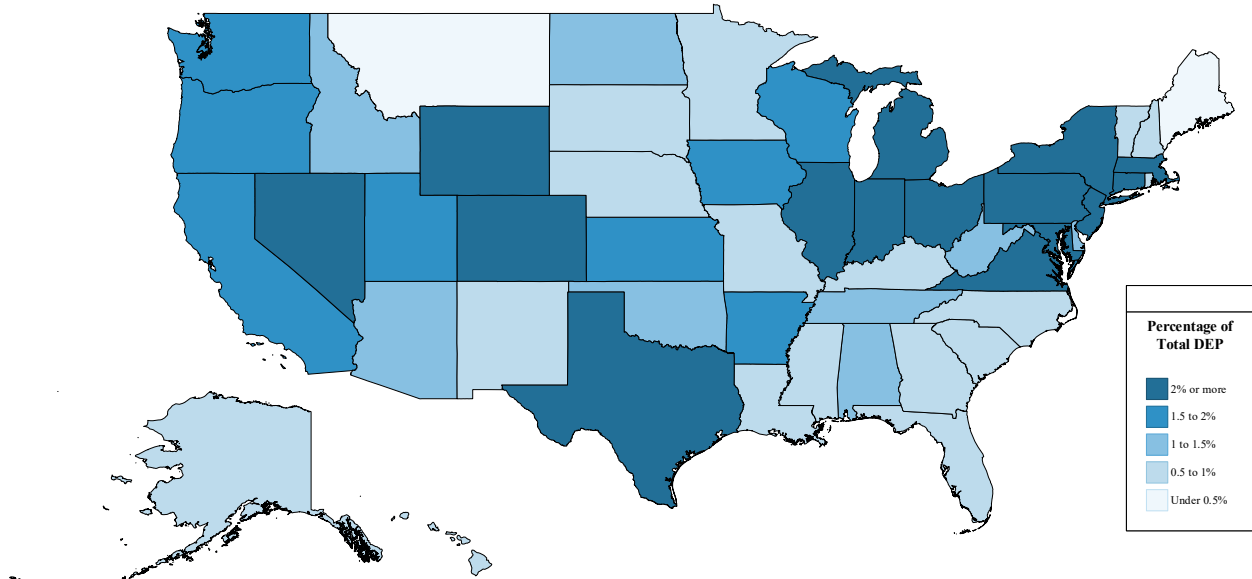 Percentage of
Total DEP
2% or more
1.5 to 2%
1 to 1.5%
0.5 to 1%
Under 0.5%